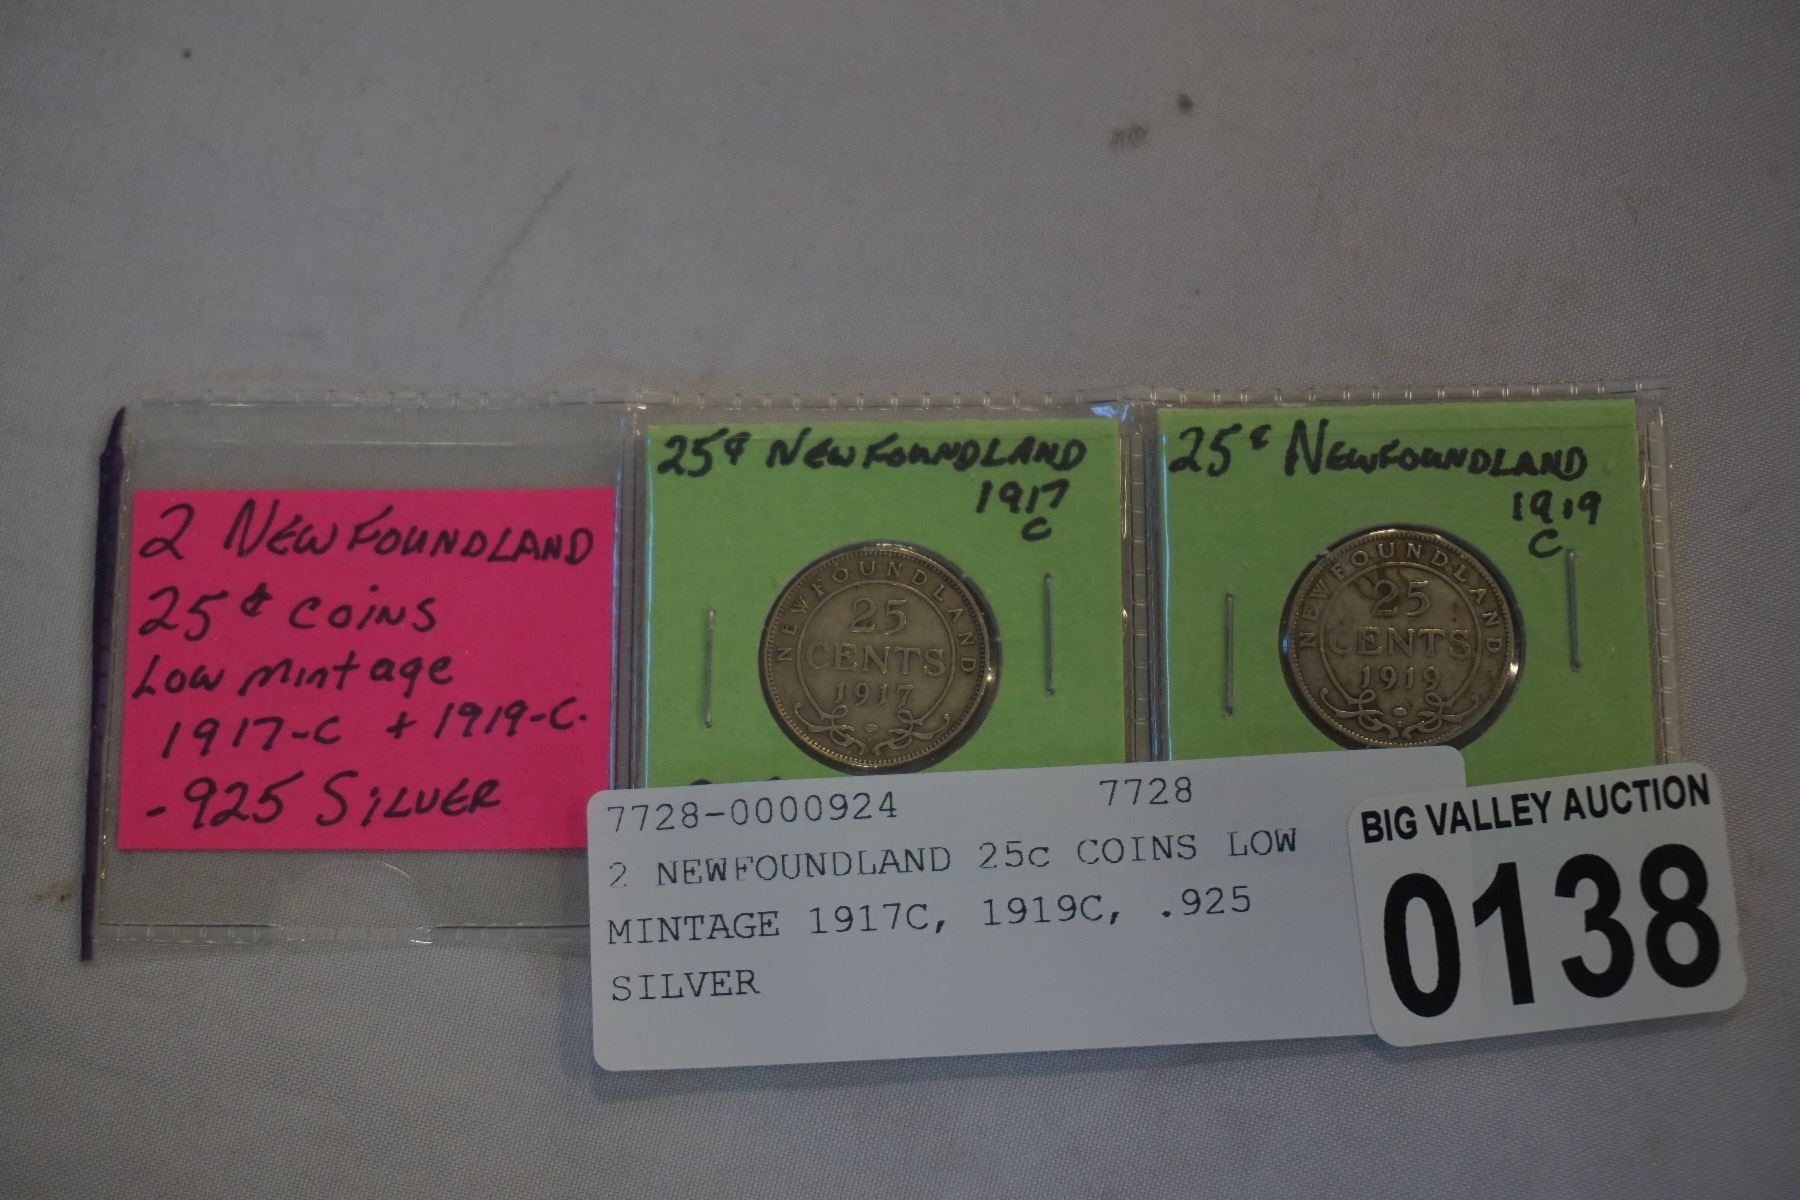 2 NEWFOUNDLAND
25¢ COINS
LOW MINTAGE
1917-C + 1919-C.
.925 SILVER
25¢ NEWFOUNDLAND
1917
C
NEWFOUNDLAND
25
CENTS
1917
25¢ NEWFOUNDLAND
1919
C
NEWFOUNDLAND
25
CENTS
1919
7728-0000924 7728
2 NEWFOUNDLAND 25c COINS LOW
MINTAGE 1917C, 1919C, .925
SILVER
BIG VALLEY AUCTION
0138